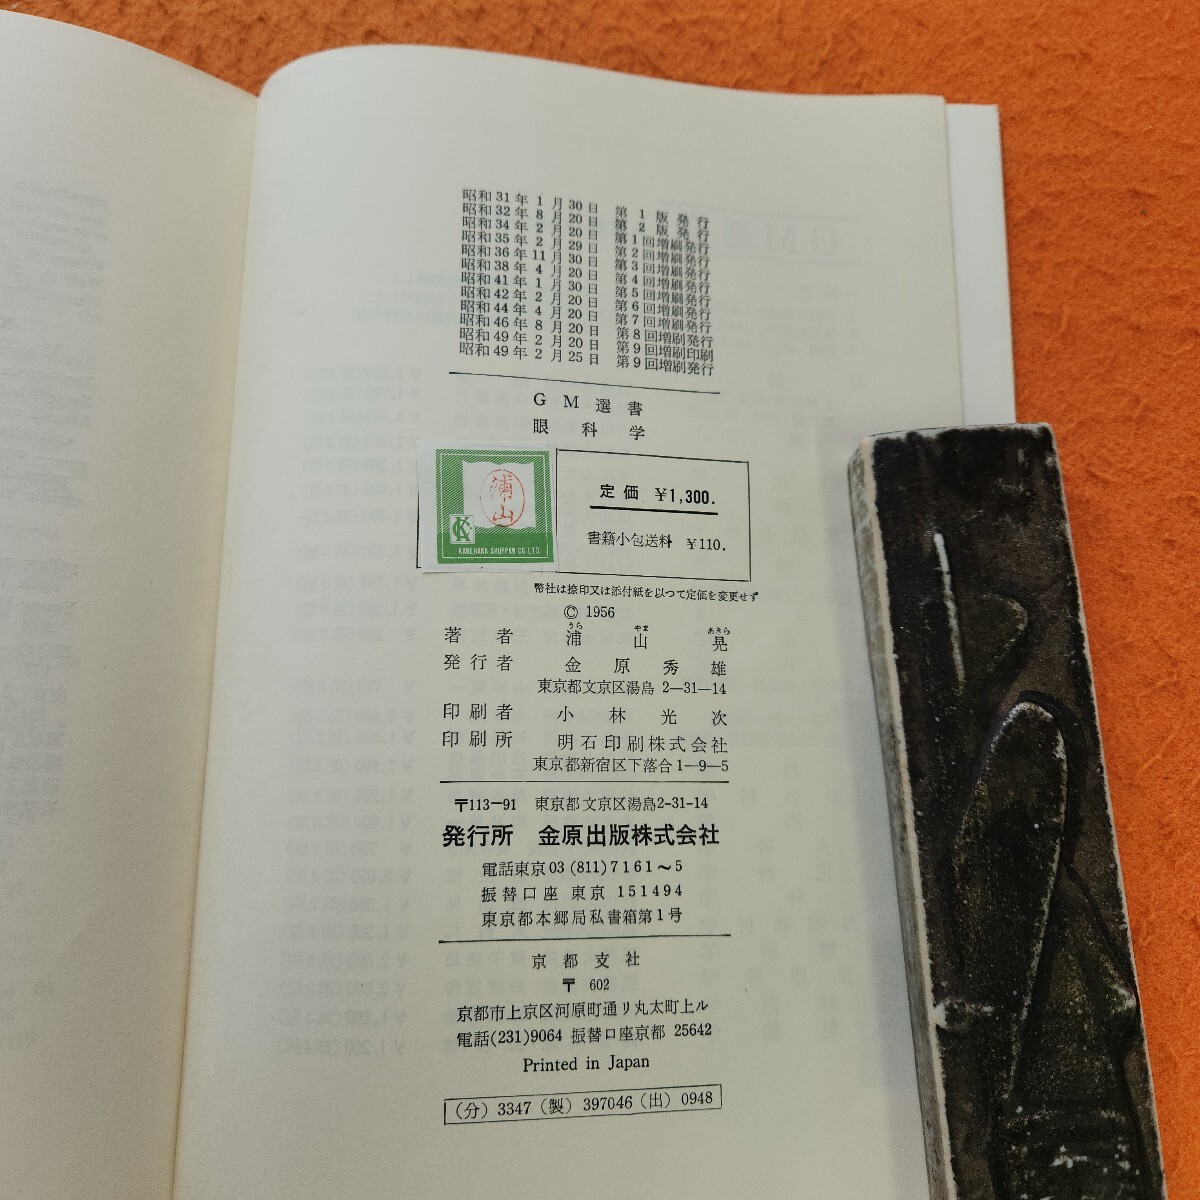 昭和31年 1月30日 第1版発行
昭和32年 8月20日 第2版発行
昭和34年 2月20日 第1回増刷発行
昭和35年 2月29日 第2回増刷発行
昭和36年11月30日 第3回増刷発行
昭和38年 4月20日 第4回増刷発行
昭和41年 1月30日 第5回増刷発行
昭和42年 2月20日 第6回増刷発行
昭和44年 4月20日 第7回増刷発行
昭和46年 8月20日 第8回増刷発行
昭和49年 2月20日 第9回増刷印刷
昭和49年 2月25日 第9回増刷発行
GM選書
眼科学
浦山
KC
KANEHARA SHUPPAN CO. LTD.
定価 ¥1,300.
書籍小包送料 ¥110.
幣社は捺印又は添付紙を以つて定価を変更せず
© 1956
うら やま あきら
著者 浦山晃
発行者 金原秀雄
東京都文京区湯島 2—31—14
印刷者 小林光次
印刷所 明石印刷株式会社
東京都新宿区下落合1—9—5
〒113—91 東京都文京区湯島2-31-14
発行所 金原出版株式会社
電話東京03(811)7161～5
振替口座 東京 151494
東京都本郷局私書箱第1号
京都支社
〒 602
京都市上京区河原町通リ丸太町上ル
電話(231)9064 振替口座京都 25642
Printed in Japan
(分) 3347 (製) 397046 (出) 0948